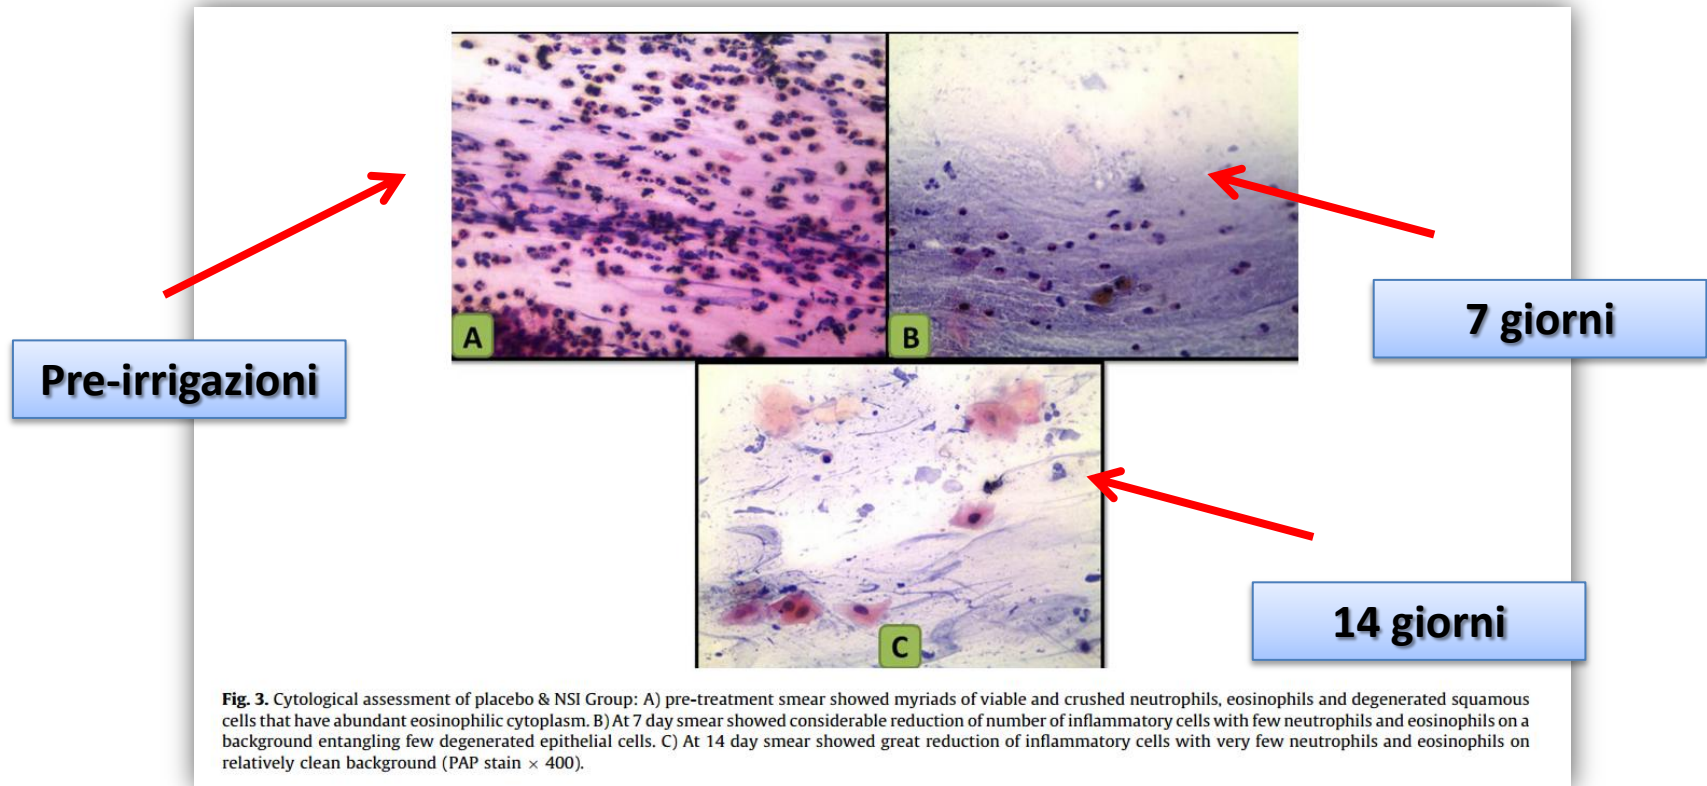 A
B
7 giorni
Pre-irrigazioni
14 giorni
C
Fig. 3. Cytological assessment of placebo & NSI Group: A) pre-treatment smear showed myriads of viable and crushed neutrophils, eosinophils and degenerated squamous
cells that have abundant eosinophilic cytoplasm. B) At 7 day smear showed considerable reduction of number of inflammatory cells with few neutrophils and eosinophils on a
background entangling few degenerated epithelial cells. C) At 14 day smear showed great reduction of inflammatory cells with very few neutrophils and eosinophils on
relatively clean background (PAP stain × 400).